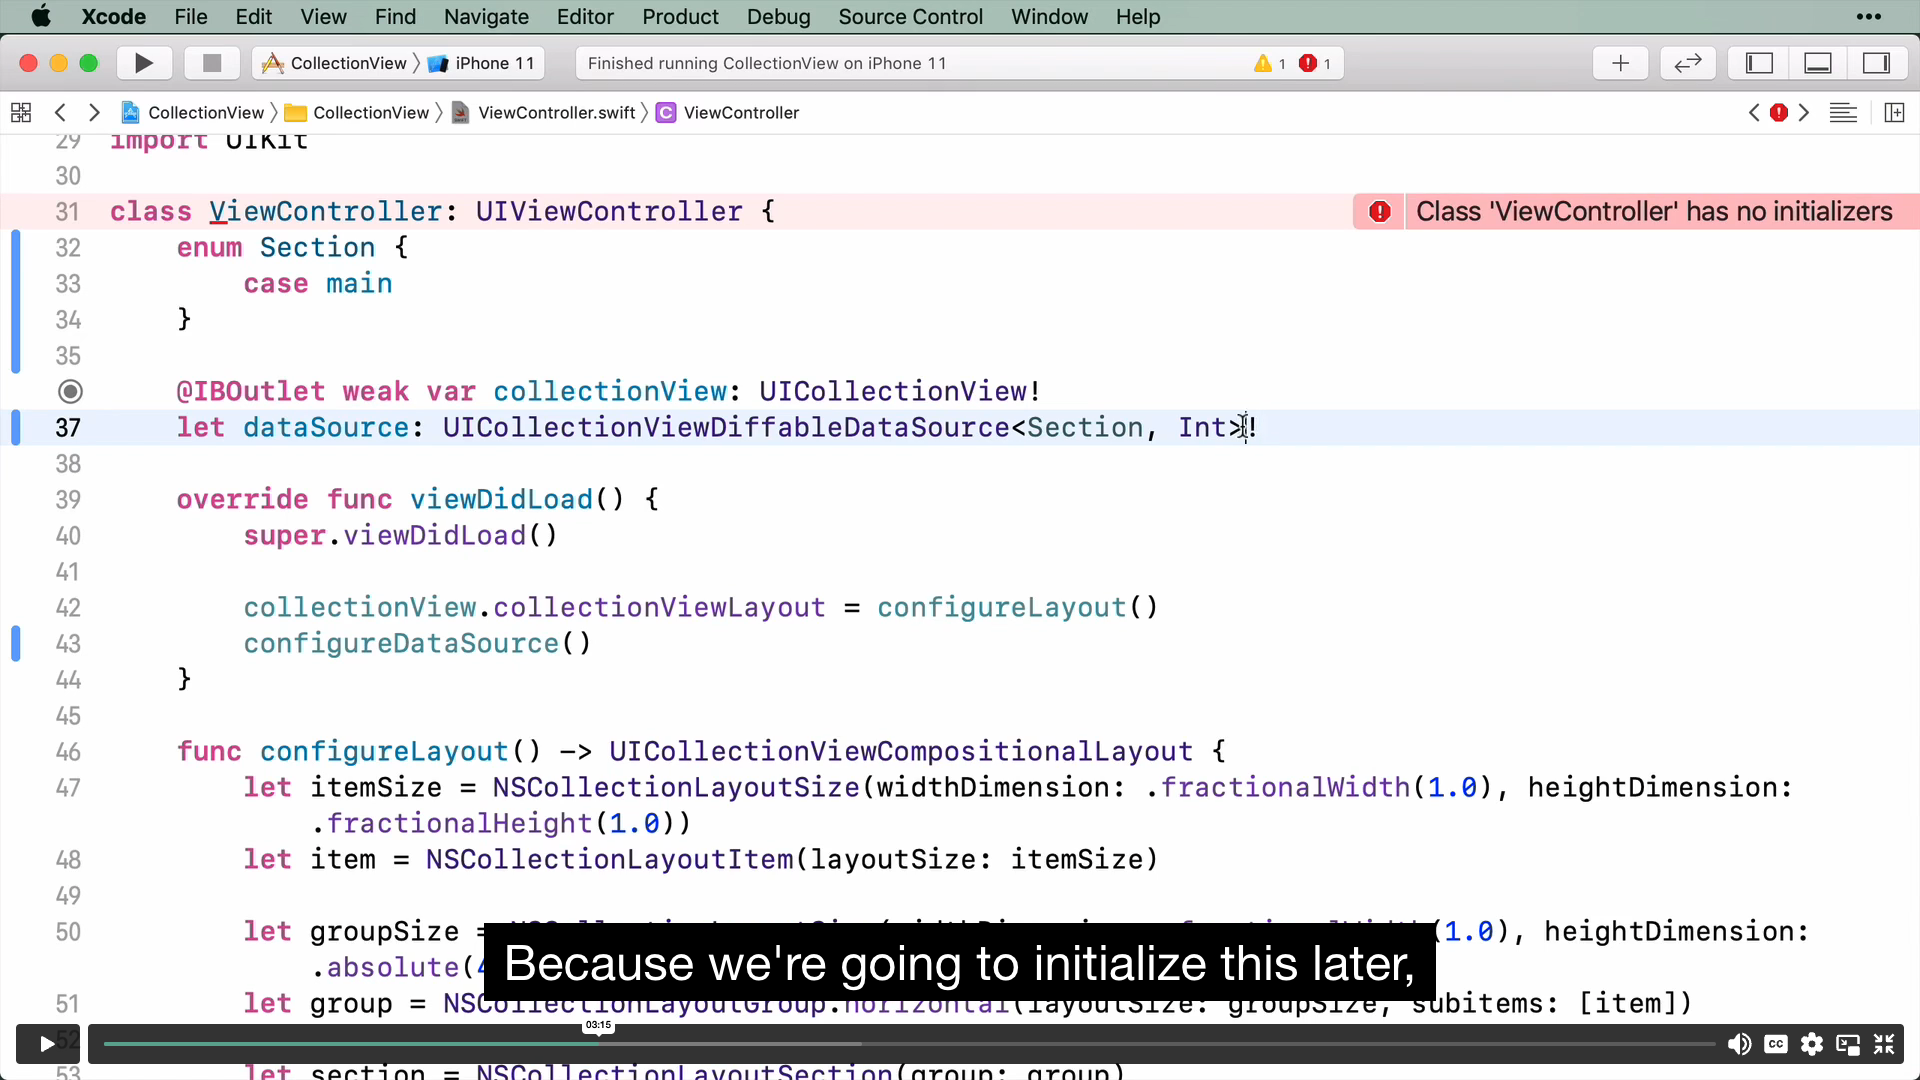 Xcode File Edit View Find Navigate Editor Product Debug Source Control Window Help •••
CollectionView iPhone 11 Finished running CollectionView on iPhone 11 1 1
CollectionView CollectionView ViewController.swift C ViewController
29 import UIKit
30
31 class ViewController: UIViewController { Class 'ViewController' has no initializers
32 enum Section {
33 case main
34 }
35
@IBOutlet weak var collectionView: UICollectionView!
37 let dataSource: UICollectionViewDiffableDataSource<Section, Int>!
38
39 override func viewDidLoad() {
40 super.viewDidLoad()
41
42 collectionView.collectionViewLayout = configureLayout()
43 configureDataSource()
44 }
45
46 func configureLayout() -> UICollectionViewCompositionalLayout {
47 let itemSize = NSCollectionLayoutSize(widthDimension: .fractionalWidth(1.0), heightDimension:
.fractionalHeight(1.0))
48 let item = NSCollectionLayoutItem(layoutSize: itemSize)
49
50 let groupSize = (1.0), heightDimension:
.absolute(
Because we're going to initialize this later,
51 let group = NSCollectionLayoutGroup.horizontal(layoutSize: groupSize, subitems: [item])
03:15
52
CC
53 let section = NSCollectionLayoutSection(group: group)